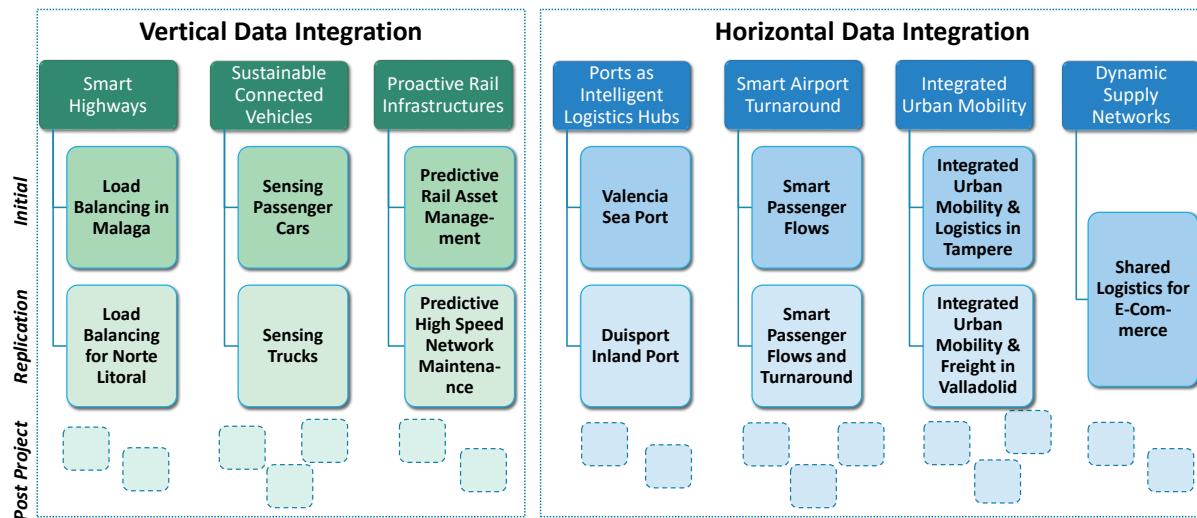 Vertical Data Integration
Horizontal Data Integration
Smart
Highways
Sustainable
Connected
Vehicles
Proactive Rail
Infrastructures
Ports as
Intelligent
Logistics Hubs
Smart Airport
Turnaround
Integrated
Urban Mobility
Dynamic
Supply
Networks
Initial
Load
Balancing in
Malaga
Sensing
Passenger
Cars
Predictive
Rail Asset
Manage-
ment
Valencia
Sea Port
Smart
Passenger
Flows
Integrated
Urban
Mobility &
Logistics in
Tampere
Shared
Logistics for
E-Com-
merce
Replication
Load
Balancing
for Norte
Litoral
Sensing
Trucks
Predictive
High Speed
Network
Maintena-
nce
Duisport
Inland Port
Smart
Passenger
Flows and
Turnaround
Integrated
Urban
Mobility &
Freight in
Valladolid
Post Project